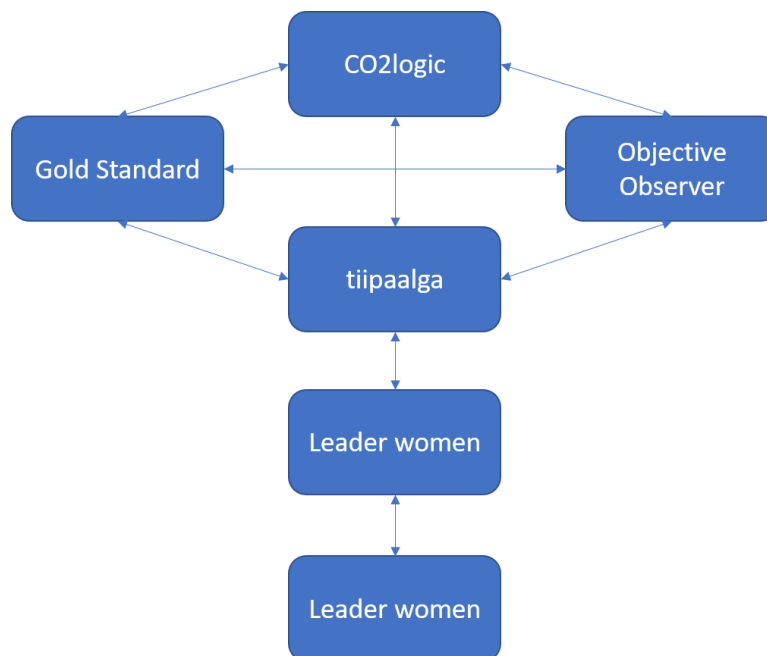 CO2logic
Gold Standard
Objective
Observer
tiipaalga
Leader women
Leader women